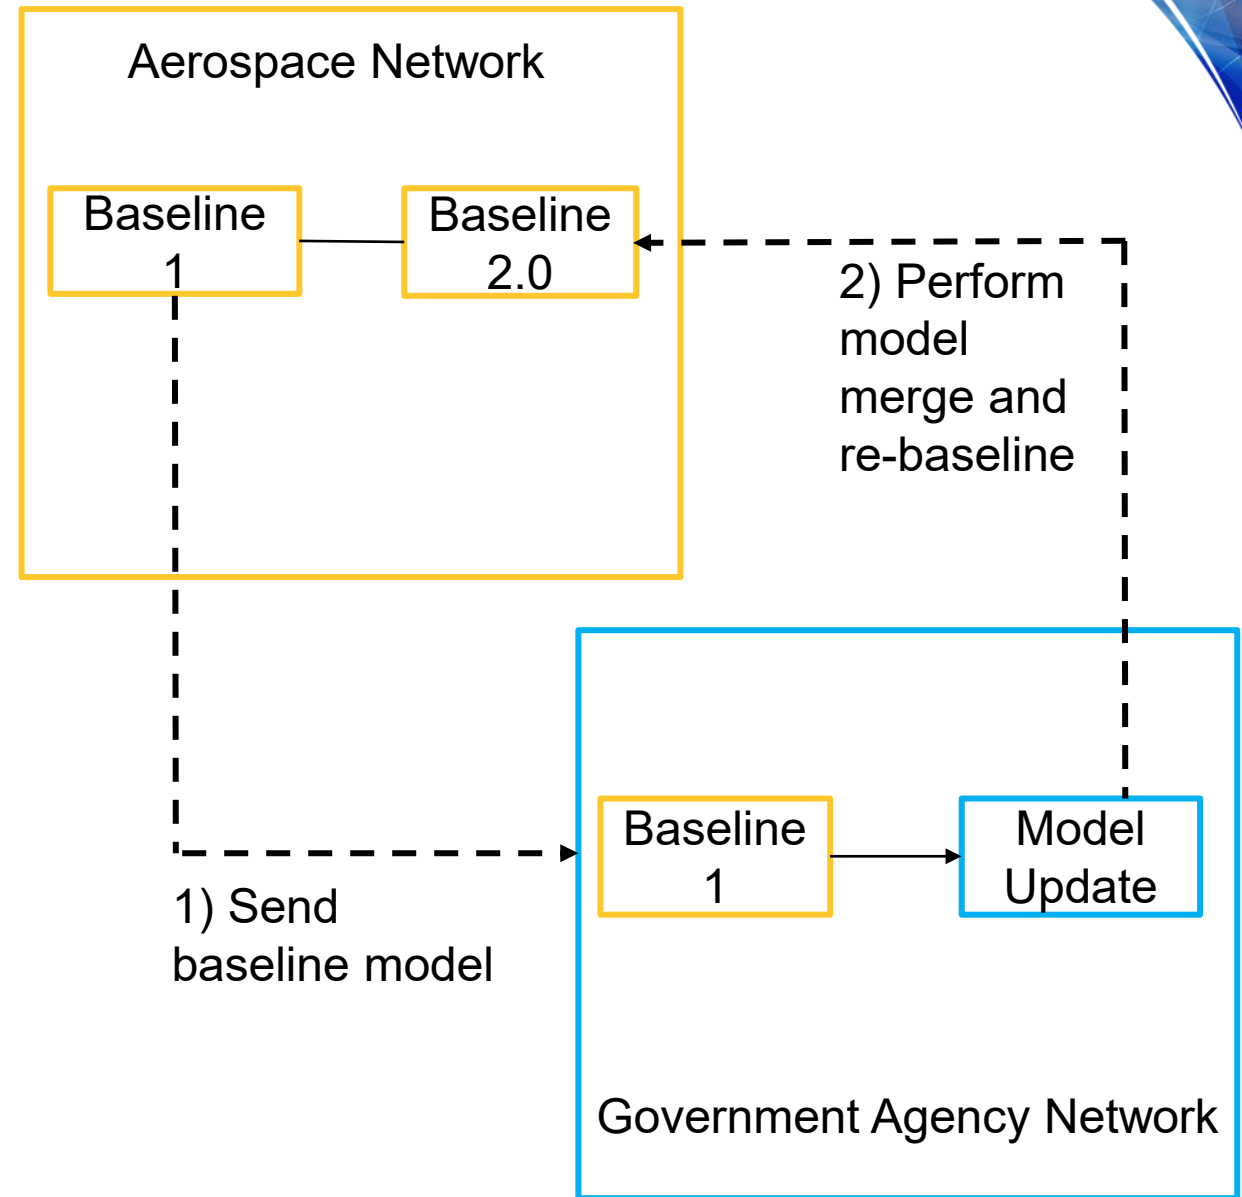 Aerospace Network
Baseline
1
Baseline
2.0
2) Perform
model
merge and
re-baseline
1) Send
baseline model
Baseline
1
Model
Update
Government Agency Network